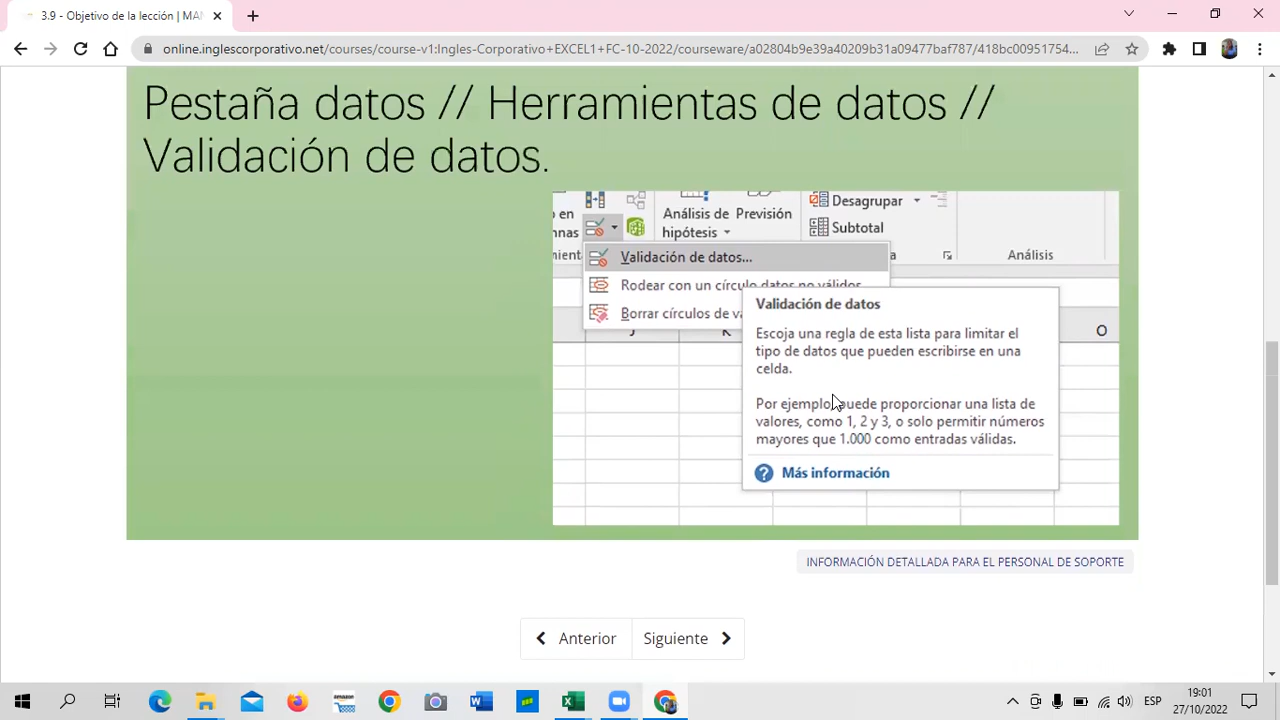 3.9 - Objetivo de la lección | MAN
online.inglescorporativo.net/courses/course-v1:Ingles-Corporativo+EXCEL1+FC-10-2022/courseware/a02804b9e39a40209b31a09477baf787/418bc00951754...
Pestaña datos // Herramientas de datos //
Validación de datos.
Desagrupar
o en
Análisis de
Previsión
nnas
hipótesis
Subtotal
mient
Análisis
Validación de datos...
Rodear con un círculo datos no válidos
Borrar círculos de va
J K O
Validación de datos
Escoja una regla de esta lista para limitar el
tipo de datos que pueden escribirse en una
celda.
Por ejemplo, puede proporcionar una lista de
valores, como 1, 2 y 3, o solo permitir números
mayores que 1.000 como entradas válidas.
? Más información
INFORMACIÓN DETALLADA PARA EL PERSONAL DE SOPORTE
Anterior
Siguiente
ESP
19:01
27/10/2022